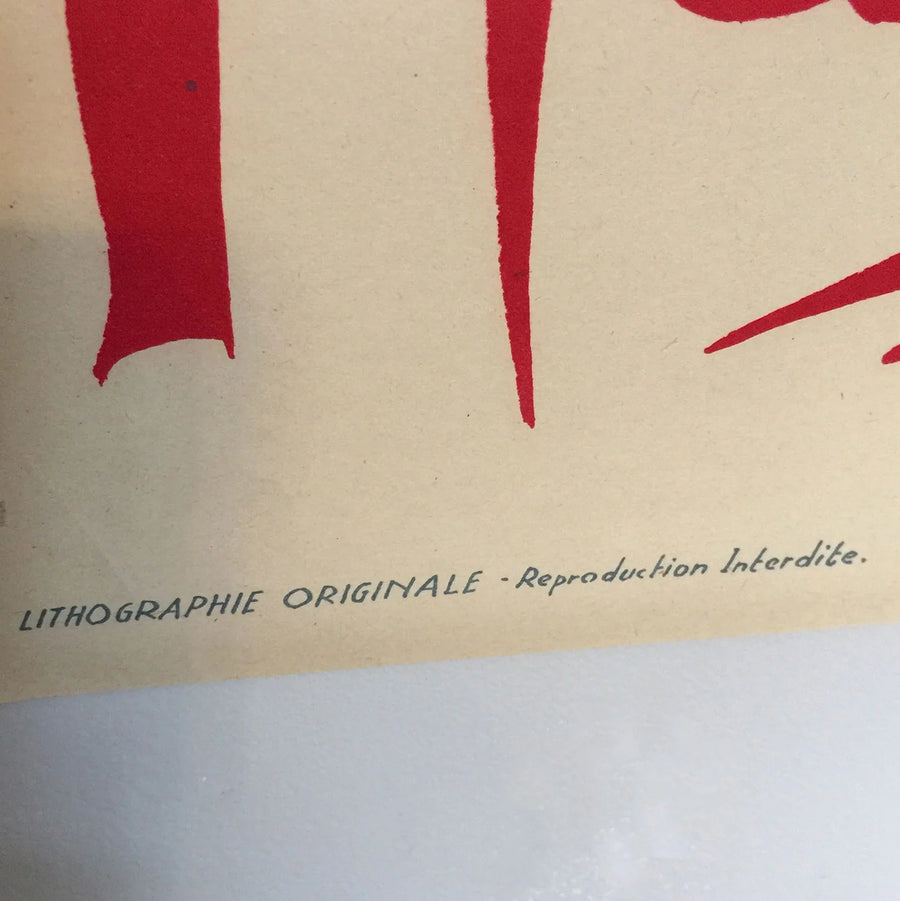 LITHOGRAPHIE ORIGINALE - Reproduction Interdite.